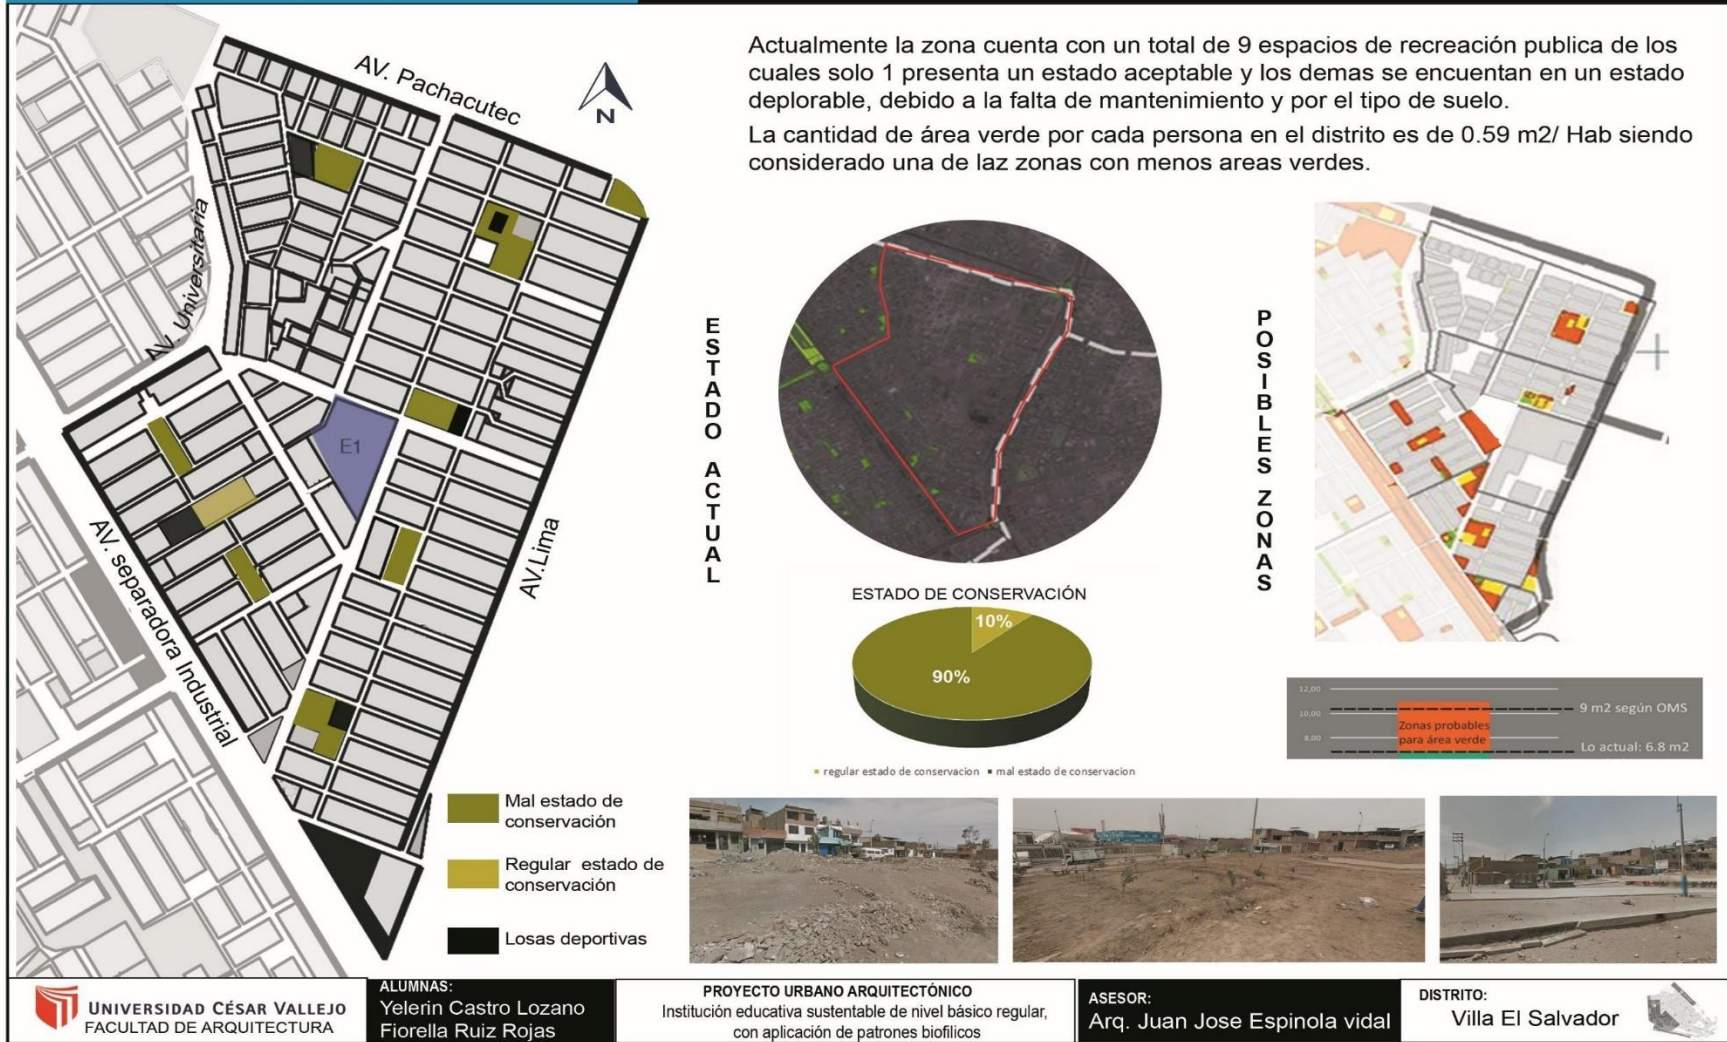 AV. Pachacutec
N
AV. Universitaria
E1
AV.Lima
AV. separadora Industrial
Mal estado de
conservación
Regular estado de
conservación
Losas deportivas
Actualmente la zona cuenta con un total de 9 espacios de recreación publica de los
cuales solo 1 presenta un estado aceptable y los demas se encuentan en un estado
deplorable, debido a la falta de mantenimiento y por el tipo de suelo.
La cantidad de área verde por cada persona en el distrito es de 0.59 m2/ Hab siendo
considerado una de laz zonas con menos areas verdes.
ESTADO ACTUAL
POSIBLES ZONAS
ESTADO DE CONSERVACIÓN
10%
90%
regular estado de conservacion mal estado de conservacion
12,00
10,00
8,00
Zonas probables
para área verde
9 m2 según OMS
Lo actual: 6.8 m2
UNIVERSIDAD CÉSAR VALLEJO
FACULTAD DE ARQUITECTURA
ALUMNAS:
Yelerin Castro Lozano
Fiorella Ruiz Rojas
PROYECTO URBANO ARQUITECTÓNICO
Institución educativa sustentable de nivel básico regular,
con aplicación de patrones biofilicos
ASESOR:
Arq. Juan Jose Espinola vidal
DISTRITO:
Villa El Salvador